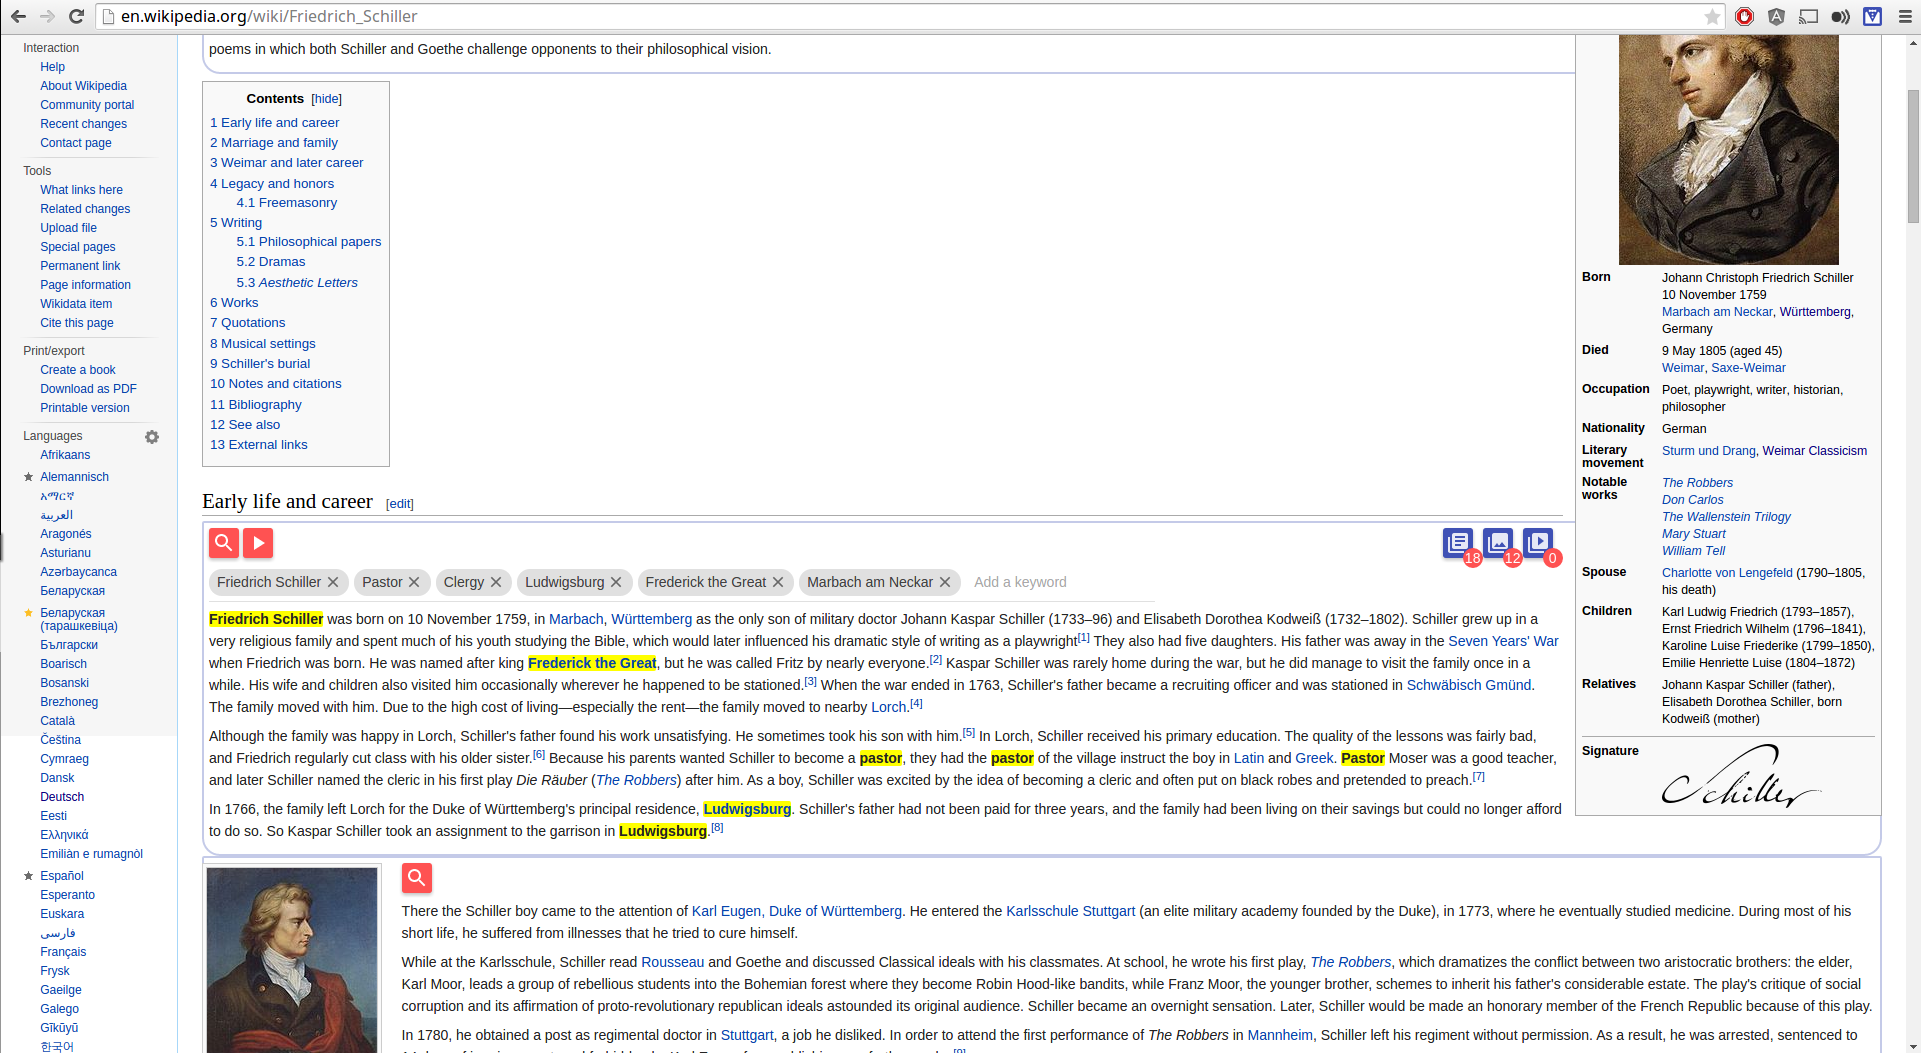 en.wikipedia.org/wiki/Friedrich_Schiller
Interaction
Help
About Wikipedia
Community portal
Recent changes
Contact page
Tools
What links here
Related changes
Upload file
Special pages
Permanent link
Page information
Wikidata item
Cite this page
Print/export
Create a book
Download as PDF
Printable version
Languages
Afrikaans
Alemannisch
አማርኛ
العربية
Aragonés
Asturianu
Azərbaycanca
Беларуская
Беларуская
(тарашкевіца)
Български
Boarisch
Bosanski
Brezhoneg
Català
Čeština
Cymraeg
Dansk
Deutsch
Eesti
Ελληνικά
Emiliàn e rumagnòl
Español
Esperanto
Euskara
فارسی
Français
Frysk
Gaeilge
Galego
Gĩkũyũ
한국어
poems in which both Schiller and Goethe challenge opponents to their philosophical vision.
Contents [hide]
1 Early life and career
2 Marriage and family
3 Weimar and later career
4 Legacy and honors
4.1 Freemasonry
5 Writing
5.1 Philosophical papers
5.2 Dramas
5.3 Aesthetic Letters
6 Works
7 Quotations
8 Musical settings
9 Schiller's burial
10 Notes and citations
11 Bibliography
12 See also
13 External links
Early life and career [edit]
18 12 0
Friedrich Schiller Pastor Clergy Ludwigsburg Frederick the Great Marbach am Neckar Add a keyword
Friedrich Schiller was born on 10 November 1759, in Marbach, Württemberg as the only son of military doctor Johann Kaspar Schiller (1733–96) and Elisabeth Dorothea Kodweiß (1732–1802). Schiller grew up in a
very religious family and spent much of his youth studying the Bible, which would later influenced his dramatic style of writing as a playwright[1] They also had five daughters. His father was away in the Seven Years' War
when Friedrich was born. He was named after king Frederick the Great, but he was called Fritz by nearly everyone.[2] Kaspar Schiller was rarely home during the war, but he did manage to visit the family once in a
while. His wife and children also visited him occasionally wherever he happened to be stationed.[3] When the war ended in 1763, Schiller's father became a recruiting officer and was stationed in Schwäbisch Gmünd.
The family moved with him. Due to the high cost of living—especially the rent—the family moved to nearby Lorch.[4]
Although the family was happy in Lorch, Schiller's father found his work unsatisfying. He sometimes took his son with him.[5] In Lorch, Schiller received his primary education. The quality of the lessons was fairly bad,
and Friedrich regularly cut class with his older sister.[6] Because his parents wanted Schiller to become a pastor, they had the pastor of the village instruct the boy in Latin and Greek. Pastor Moser was a good teacher,
and later Schiller named the cleric in his first play Die Räuber (The Robbers) after him. As a boy, Schiller was excited by the idea of becoming a cleric and often put on black robes and pretended to preach.[7]
In 1766, the family left Lorch for the Duke of Württemberg's principal residence, Ludwigsburg. Schiller's father had not been paid for three years, and the family had been living on their savings but could no longer afford
to do so. So Kaspar Schiller took an assignment to the garrison in Ludwigsburg.[8]
There the Schiller boy came to the attention of Karl Eugen, Duke of Württemberg. He entered the Karlsschule Stuttgart (an elite military academy founded by the Duke), in 1773, where he eventually studied medicine. During most of his
short life, he suffered from illnesses that he tried to cure himself.
While at the Karlsschule, Schiller read Rousseau and Goethe and discussed Classical ideals with his classmates. At school, he wrote his first play, The Robbers, which dramatizes the conflict between two aristocratic brothers: the elder,
Karl Moor, leads a group of rebellious students into the Bohemian forest where they become Robin Hood-like bandits, while Franz Moor, the younger brother, schemes to inherit his father's considerable estate. The play's critique of social
corruption and its affirmation of proto-revolutionary republican ideals astounded its original audience. Schiller became an overnight sensation. Later, Schiller would be made an honorary member of the French Republic because of this play.
In 1780, he obtained a post as regimental doctor in Stuttgart, a job he disliked. In order to attend the first performance of The Robbers in Mannheim, Schiller left his regiment without permission. As a result, he was arrested, sentenced to
Born Johann Christoph Friedrich Schiller
10 November 1759
Marbach am Neckar, Württemberg,
Germany
Died 9 May 1805 (aged 45)
Weimar, Saxe-Weimar
Occupation Poet, playwright, writer, historian,
philosopher
Nationality German
Literary movement Sturm und Drang, Weimar Classicism
Notable works The Robbers
Don Carlos
The Wallenstein Trilogy
Mary Stuart
William Tell
Spouse Charlotte von Lengefeld (1790–1805,
his death)
Children Karl Ludwig Friedrich (1793–1857),
Ernst Friedrich Wilhelm (1796–1841),
Karoline Luise Friederike (1799–1850),
Emilie Henriette Luise (1804–1872)
Relatives Johann Kaspar Schiller (father),
Elisabeth Dorothea Schiller, born
Kodweiß (mother)
Signature Schiller